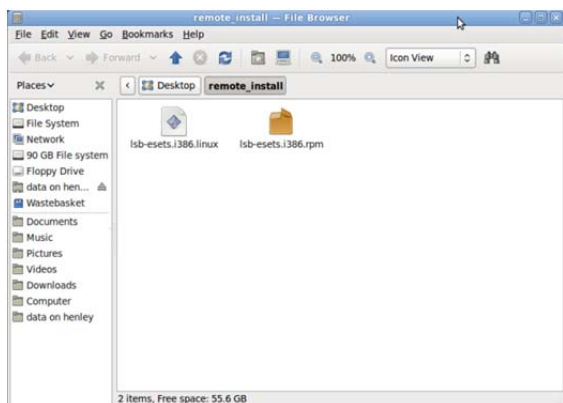 remote_install — File Browser
File Edit View Go Bookmarks Help
Back Forward 100% Icon View
Places Desktop remote_install
Desktop
File System
Network
90 GB File system
Floppy Drive
data on hen...
Wastebasket
Documents
Music
Pictures
Videos
Downloads
Computer
data on henley
lsb-esets.i386.linux lsb-esets.i386.rpm
2 items, Free space: 55.6 GB